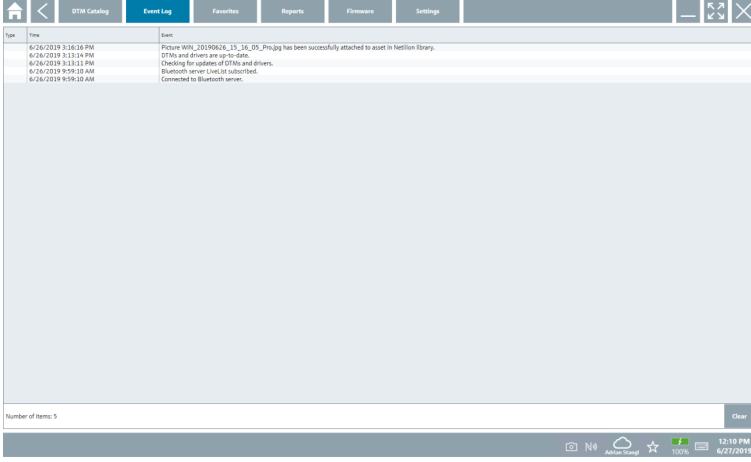 DTM Catalog Event Log Favorites Reports Firmware Settings
Type Time Event
6/26/2019 3:16:16 PM Picture WIN_20190626_15_16_05_Pro.jpg has been successfully attached to asset in Netilion library.
6/26/2019 3:13:14 PM DTMs and drivers are up-to-date.
6/26/2019 3:13:11 PM Checking for updates of DTMs and drivers.
6/26/2019 9:59:10 AM Bluetooth server LiveList subscribed.
6/26/2019 9:59:10 AM Connected to Bluetooth server.
Number of items: 5 Clear
Adrian Stangl 100% 12:10 PM
6/27/2019